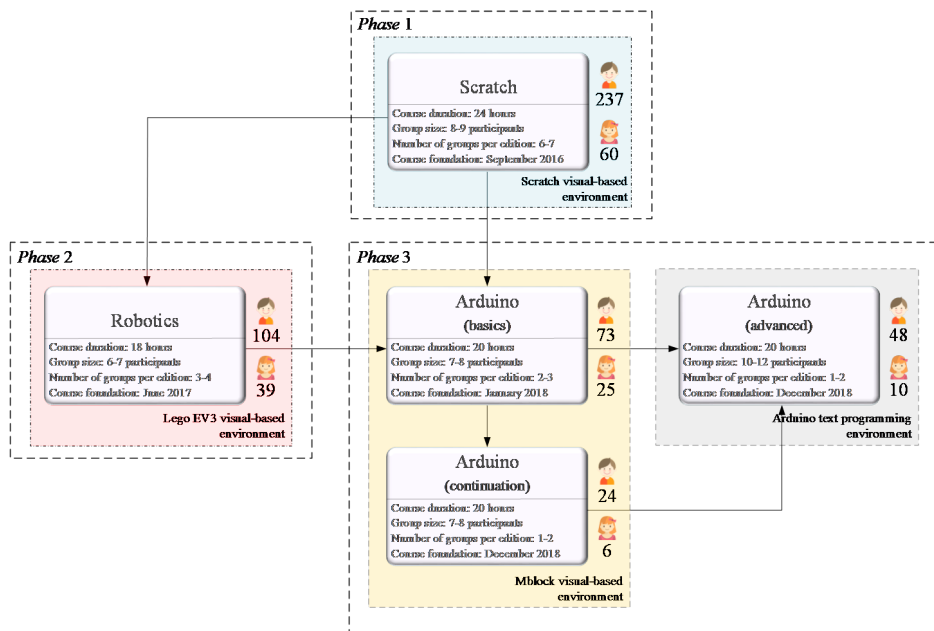 Phase 1
Scratch
Course duration: 24 hours
Group size: 8-9 participants
Number of groups per edition: 6-7
Course foundation: September 2016
237
60
Scratch visual-based
environment
Phase 2
Robotics
Course duration: 18 hours
Group size: 6-7 participants
Number of groups per edition: 3-4
Course foundation: June 2017
104
39
Lego EV3 visual-based
environment
Phase 3
Arduino
(basics)
Course duration: 20 hours
Group size: 7-8 participants
Number of groups per edition: 2-3
Course foundation: January 2018
73
25
Arduino
(advanced)
Course duration: 20 hours
Group size: 10-12 participants
Number of groups per edition: 1-2
Course foundation: December 2018
48
10
Arduino text programming
environment
Arduino
(continuation)
Course duration: 20 hours
Group size: 7-8 participants
Number of groups per edition: 1-2
Course foundation: December 2018
24
6
Mblock visual-based
environment